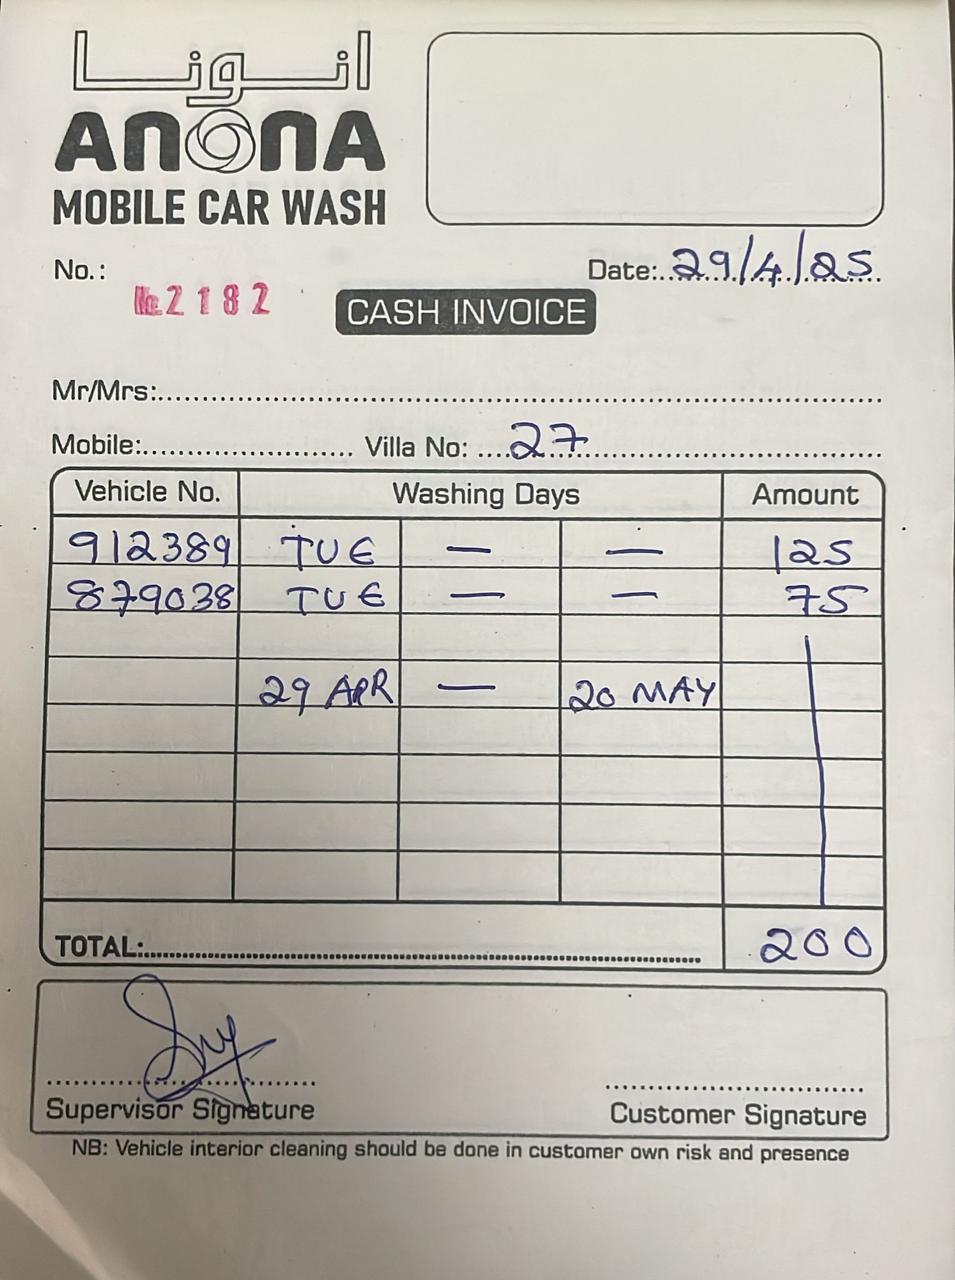 انونا
ANONA
MOBILE CAR WASH
No.: No. 2182
Date: 29/4/25
CASH INVOICE
Mr/Mrs:
Mobile: Villa No: 27
Vehicle No. Washing Days Amount
912389 TUE — — 125
879038 TUE — — 75
29 APR — 20 MAY
TOTAL: 200
Supervisor Signature Customer Signature
NB: Vehicle interior cleaning should be done in customer own risk and presence